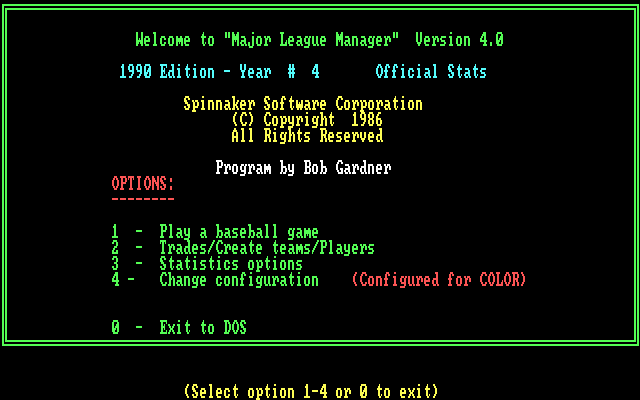 Welcome to "Major League Manager"  Version 4.0
1990 Edition - Year  # 4       Official Stats
Spinnaker Software Corporation
(C) Copyright  1986
All Rights Reserved
Program by Bob Gardner
OPTIONS:
--------
1  -  Play a baseball game
2  -  Trades/Create teams/Players
3  -  Statistics options
4 -   Change configuration    (Configured for COLOR)
0  -  Exit to DOS
(Select option 1-4 or 0 to exit)